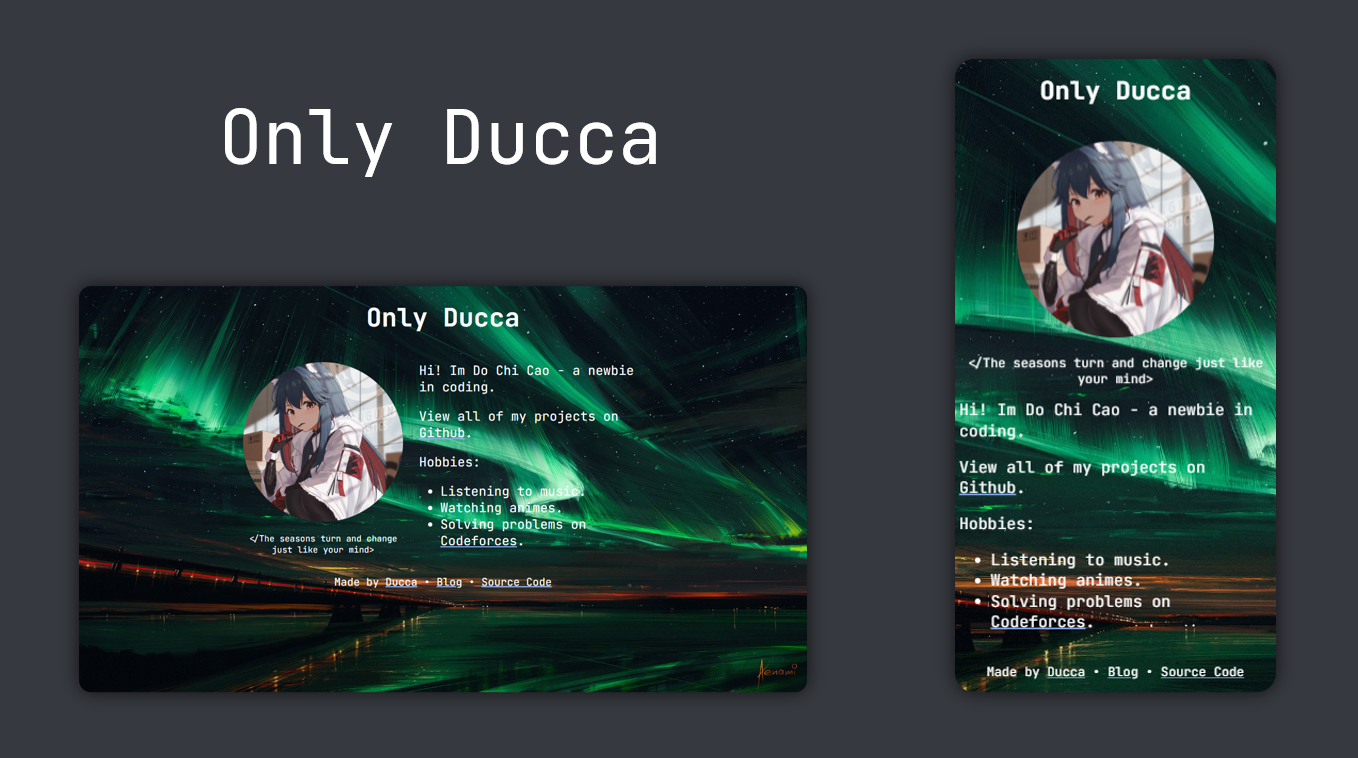 Only Ducca
Only Ducca
Hi! Im Do Chi Cao - a newbie
in coding.
View all of my projects on
Github.
Hobbies:
• Listening to music.
• Watching animes.
• Solving problems on
Codeforces.
</The seasons turn and change
just like your mind>
Made by Ducca • Blog • Source Code
Aenami
Only Ducca
</The seasons turn and change just like
your mind>
Hi! Im Do Chi Cao - a newbie in
coding.
View all of my projects on
Github.
Hobbies:
• Listening to music.
• Watching animes.
• Solving problems on
Codeforces.
Made by Ducca • Blog • Source Code